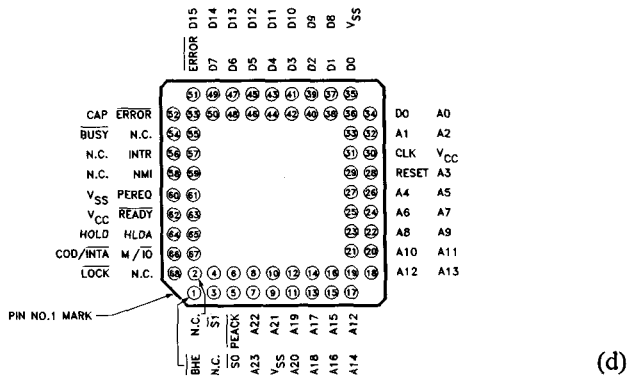 D15 D14 D13 D12 D11 D10 D9 D8 VSS
ERROR D7 D6 D5 D4 D3 D2 D1 D0
51 49 47 45 43 41 39 37 35
CAP ERROR 52 53 50 48 46 44 42 40 38 36 34 D0 A0
BUSY N.C. 54 55 33 32 A1 A2
N.C. INTR 56 57 31 30 CLK VCC
N.C. NMI 58 59 29 28 RESET A3
VSS PEREQ 60 61 27 26 A4 A5
VCC READY 62 63 25 24 A6 A7
HOLD HLDA 64 65 23 22 A8 A9
COD/INTA M/IO 66 67 21 20 A10 A11
LOCK N.C. 68 2 4 6 8 10 12 14 16 19 18 A12 A13
1 3 5 7 9 11 13 15 17
PIN NO.1 MARK
N.C. S1 PEACK A22 A21 A19 A17 A15 A12
BHE N.C. S0 A23 VSS A20 A18 A16 A14
(d)